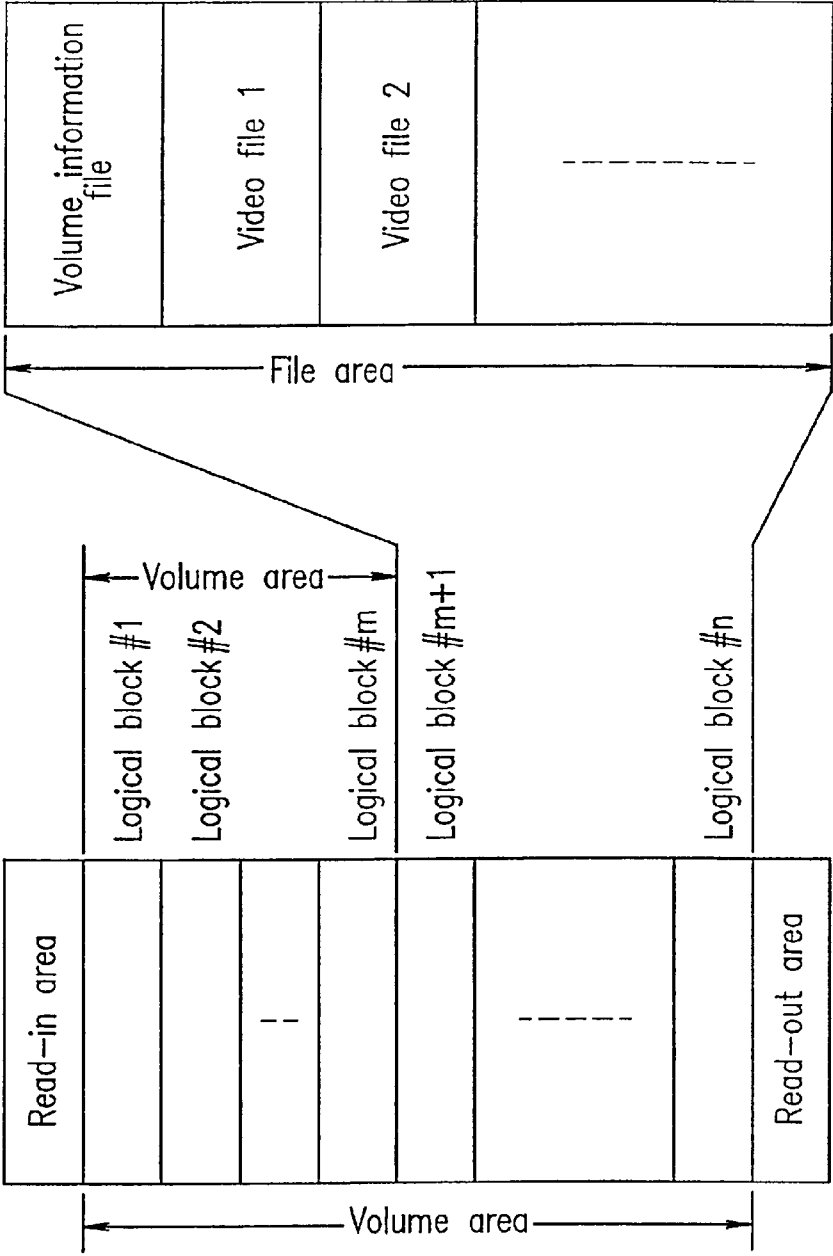 Volume area
Read-in area
Read-out area
Logical block #1
Logical block #2
Logical block #m
Logical block #m+1
Logical block #n
Volume area
File area
Volume information
file
Video file 1
Video file 2